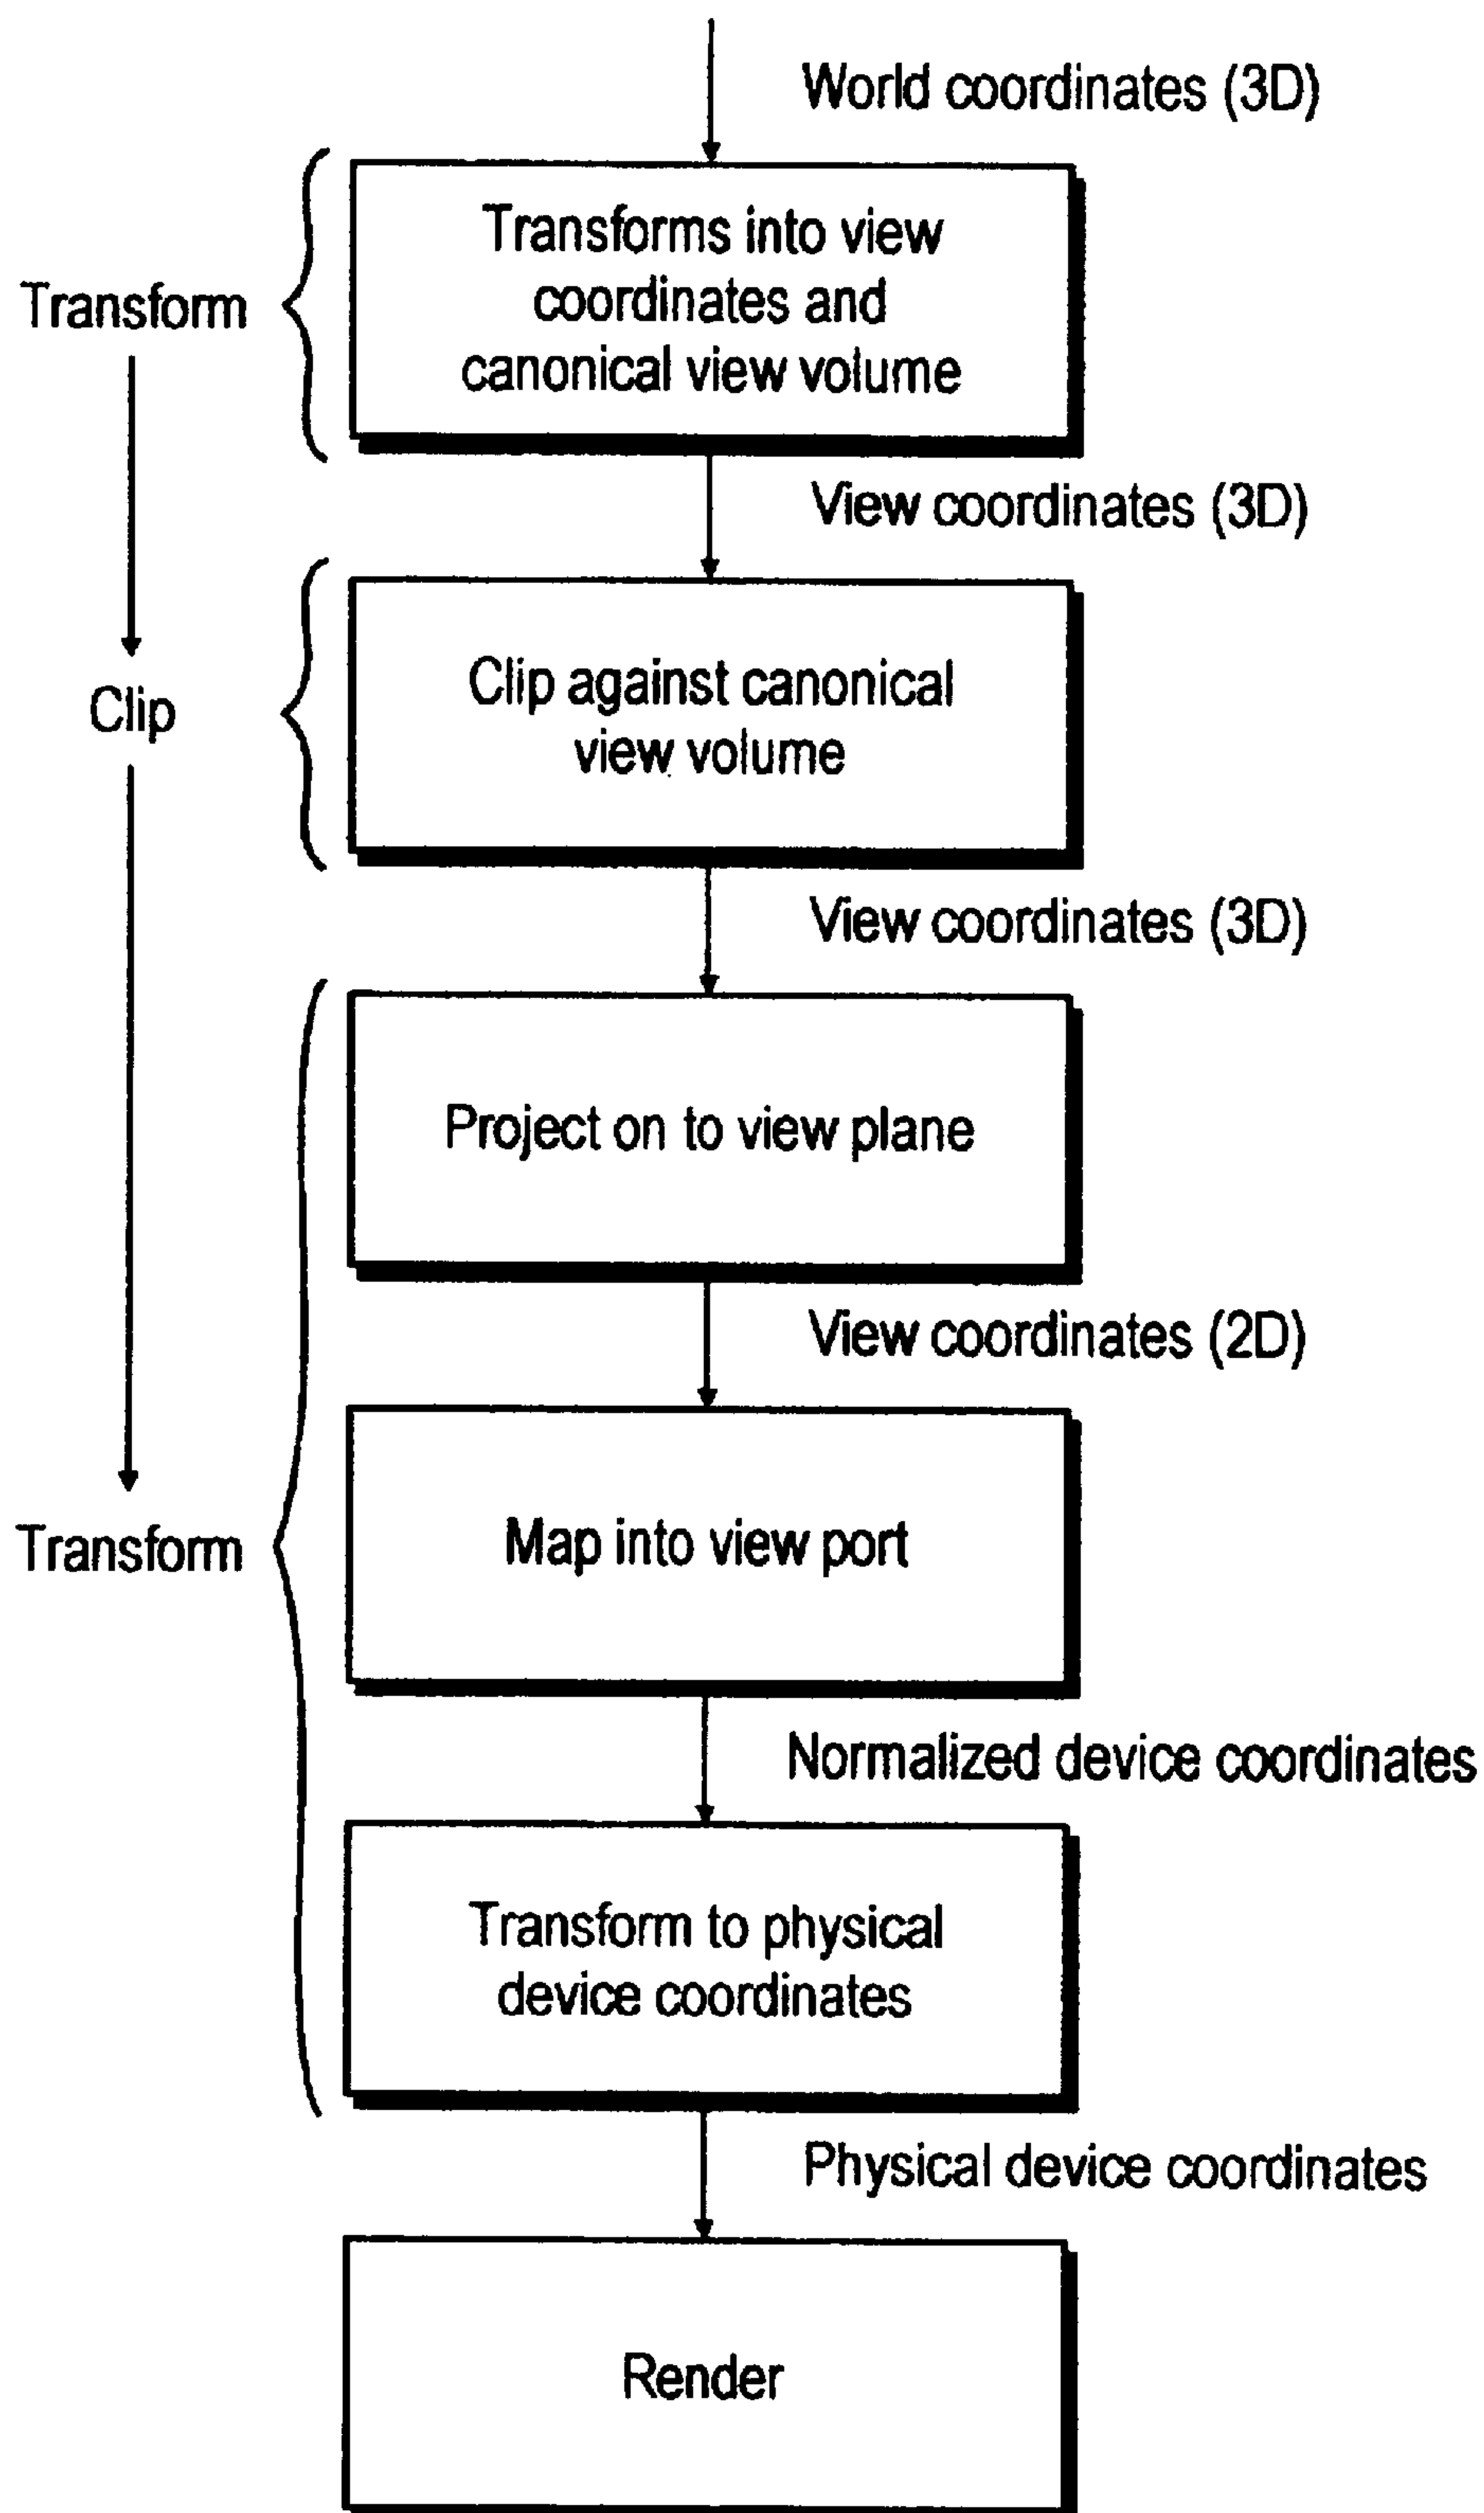 World coordinates (3D)
Transform
Transforms into view
coordinates and
canonical view volume
View coordinates (3D)
Clip
Clip against canonical
view volume
View coordinates (3D)
Project on to view plane
View coordinates (2D)
Transform
Map into view port
Normalized device coordinates
Transform to physical
device coordinates
Physical device coordinates
Render